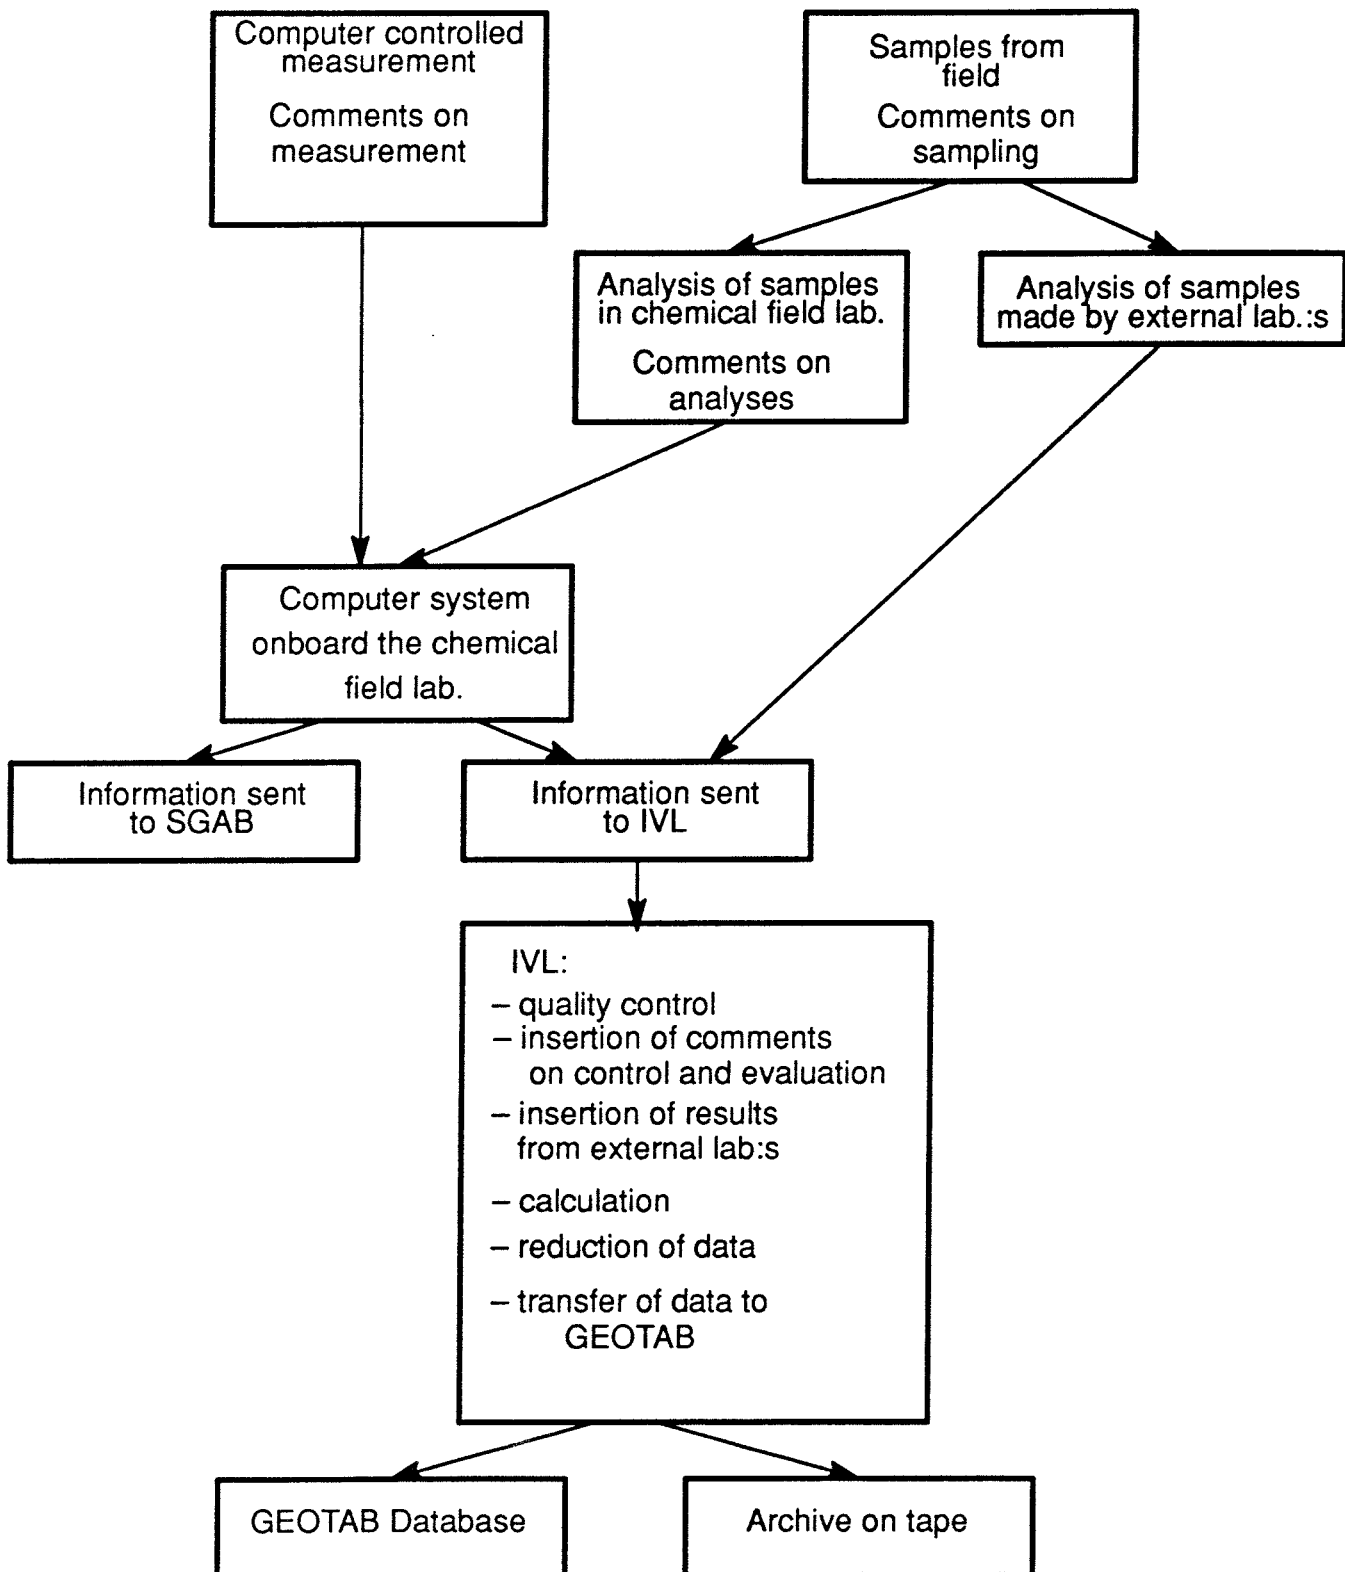 Computer controlled
measurement
Comments on
measurement
Samples from
field
Comments on
sampling
Analysis of samples
in chemical field lab.
Comments on
analyses
Analysis of samples
made by external lab.:s
Computer system
onboard the chemical
field lab.
Information sent
to SGAB
Information sent
to IVL
IVL:
– quality control
– insertion of comments
on control and evaluation
– insertion of results
from external lab:s
– calculation
– reduction of data
– transfer of data to
GEOTAB
GEOTAB Database
Archive on tape